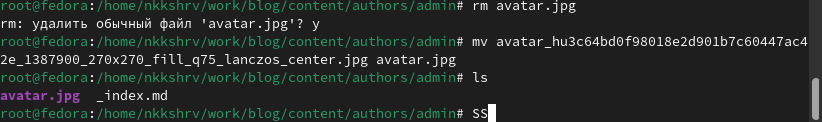 root@fedora:/home/nkkshrv/work/blog/content/authors/admin# rm avatar.jpg
rm: удалить обычный файл 'avatar.jpg'? y
root@fedora:/home/nkkshrv/work/blog/content/authors/admin# mv avatar_hu3c64bd0f98018e2d901b7c60447ac4
2e_1387900_270x270_fill_q75_lanczos_center.jpg avatar.jpg
root@fedora:/home/nkkshrv/work/blog/content/authors/admin# ls
avatar.jpg  _index.md
root@fedora:/home/nkkshrv/work/blog/content/authors/admin# SS